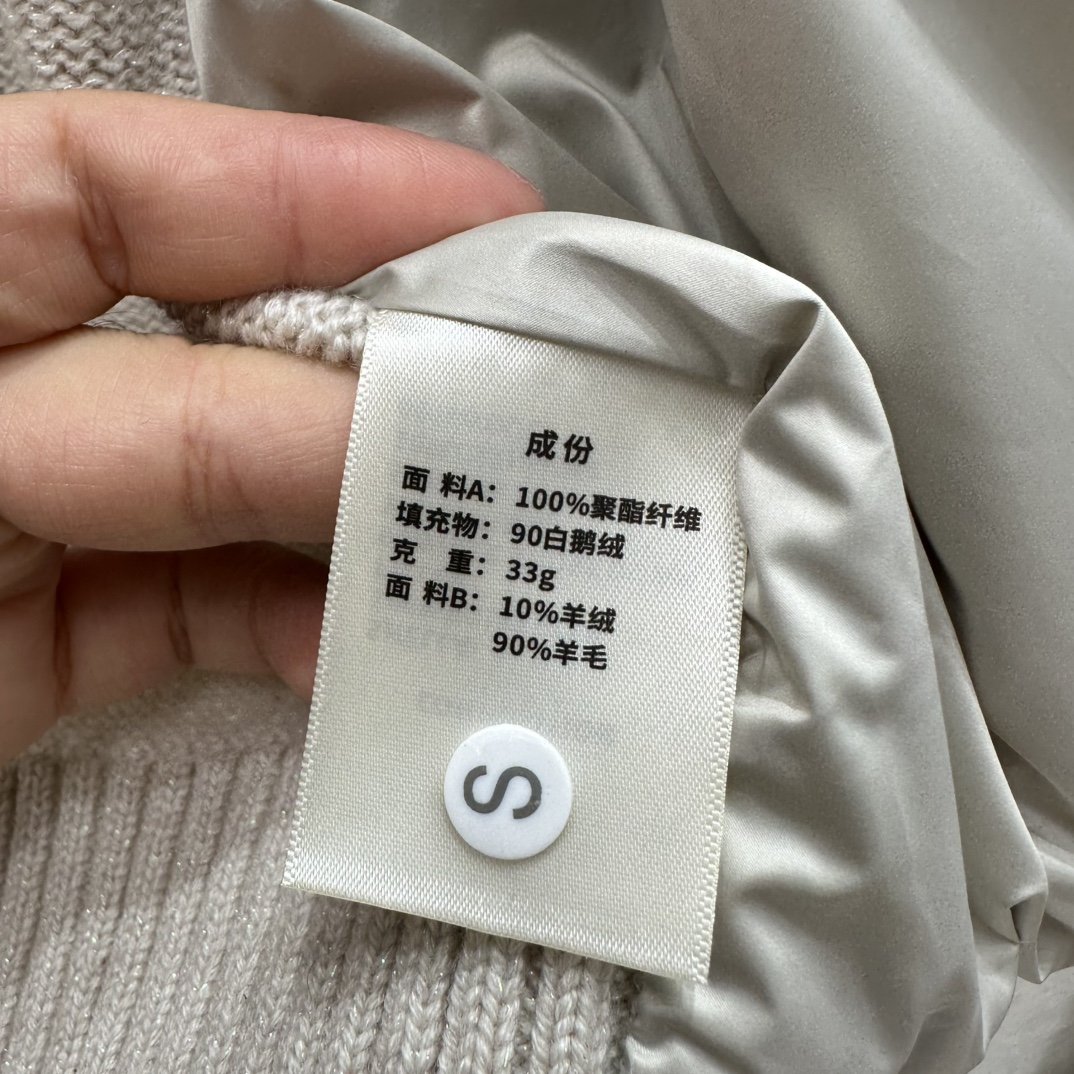 成份
面 料A：100%聚酯纤维
填充物：90白鹅绒
克 重：33g
面 料B：10%羊绒
90%羊毛
S